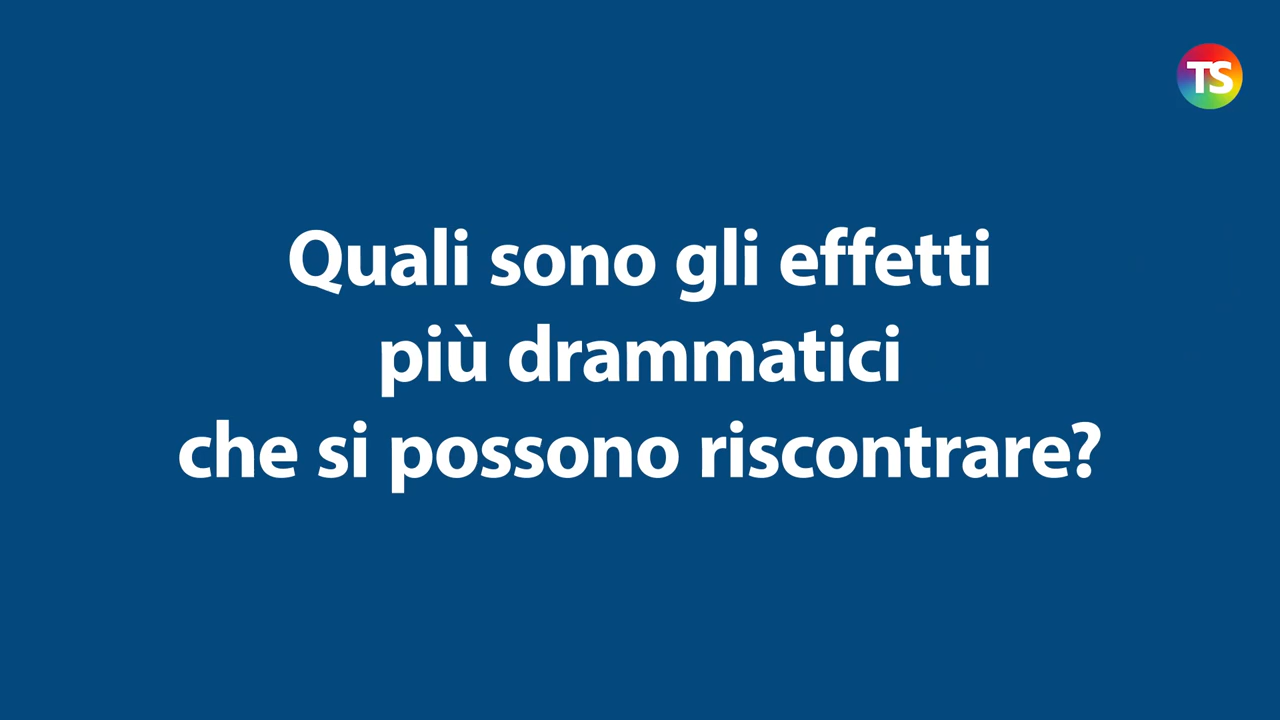 TS
Quali sono gli effetti
più drammatici
che si possono riscontrare?